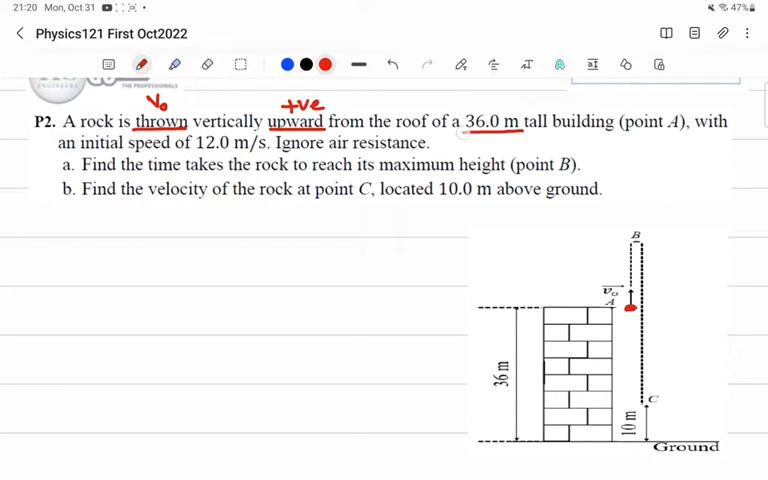 21:20 Mon, Oct 31
47%
Physics121 First Oct2022
ENGINEERS
THE PROFESSIONALS
V₀ +ve
P2. A rock is thrown vertically upward from the roof of a 36.0 m tall building (point A), with
an initial speed of 12.0 m/s. Ignore air resistance.
a. Find the time takes the rock to reach its maximum height (point B).
b. Find the velocity of the rock at point C, located 10.0 m above ground.
B
v₀
A
36 m
C
10 m
Ground